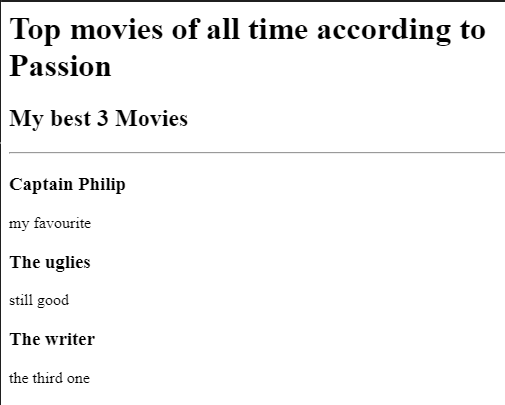 Top movies of all time according to
Passion
My best 3 Movies
Captain Philip
my favourite
The uglies
still good
The writer
the third one